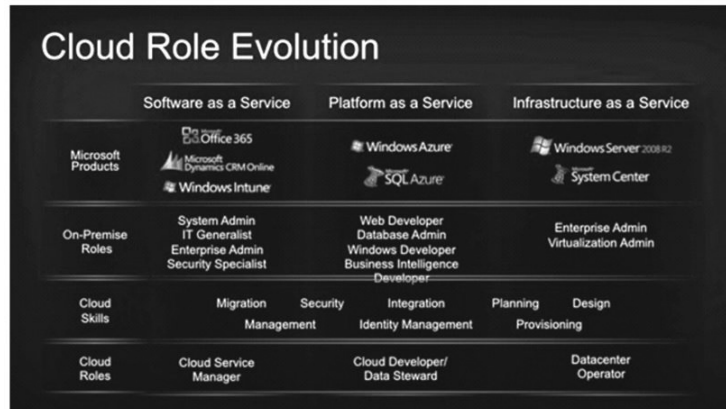 Cloud Role Evolution
Software as a Service Platform as a Service Infrastructure as a Service
Microsoft
Products
Microsoft
Office 365
Microsoft
Dynamics CRM Online
Windows Intune
Windows Azure
Microsoft
SQL Azure
Windows Server 2008 R2
Microsoft
System Center
On-Premise
Roles
System Admin
IT Generalist
Enterprise Admin
Security Specialist
Web Developer
Database Admin
Windows Developer
Business Intelligence
Developer
Enterprise Admin
Virtualization Admin
Cloud
Skills
Migration Security Integration Planning Design
Management Identity Management Provisioning
Cloud
Roles
Cloud Service
Manager
Cloud Developer/
Data Steward
Datacenter
Operator